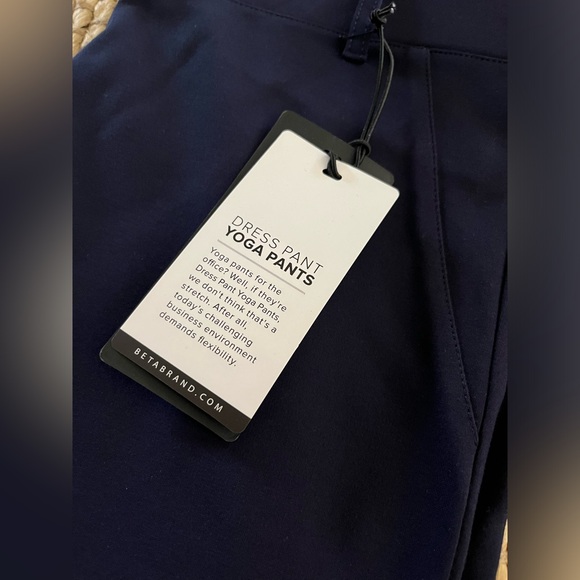 DRESS PANT
YOGA PANTS
Yoga pants for the
office? Well, if they're
Dress Pant Yoga Pants,
we don't think that's a
stretch. After all,
today's challenging
business environment
demands flexibility.
BETABRAND.COM